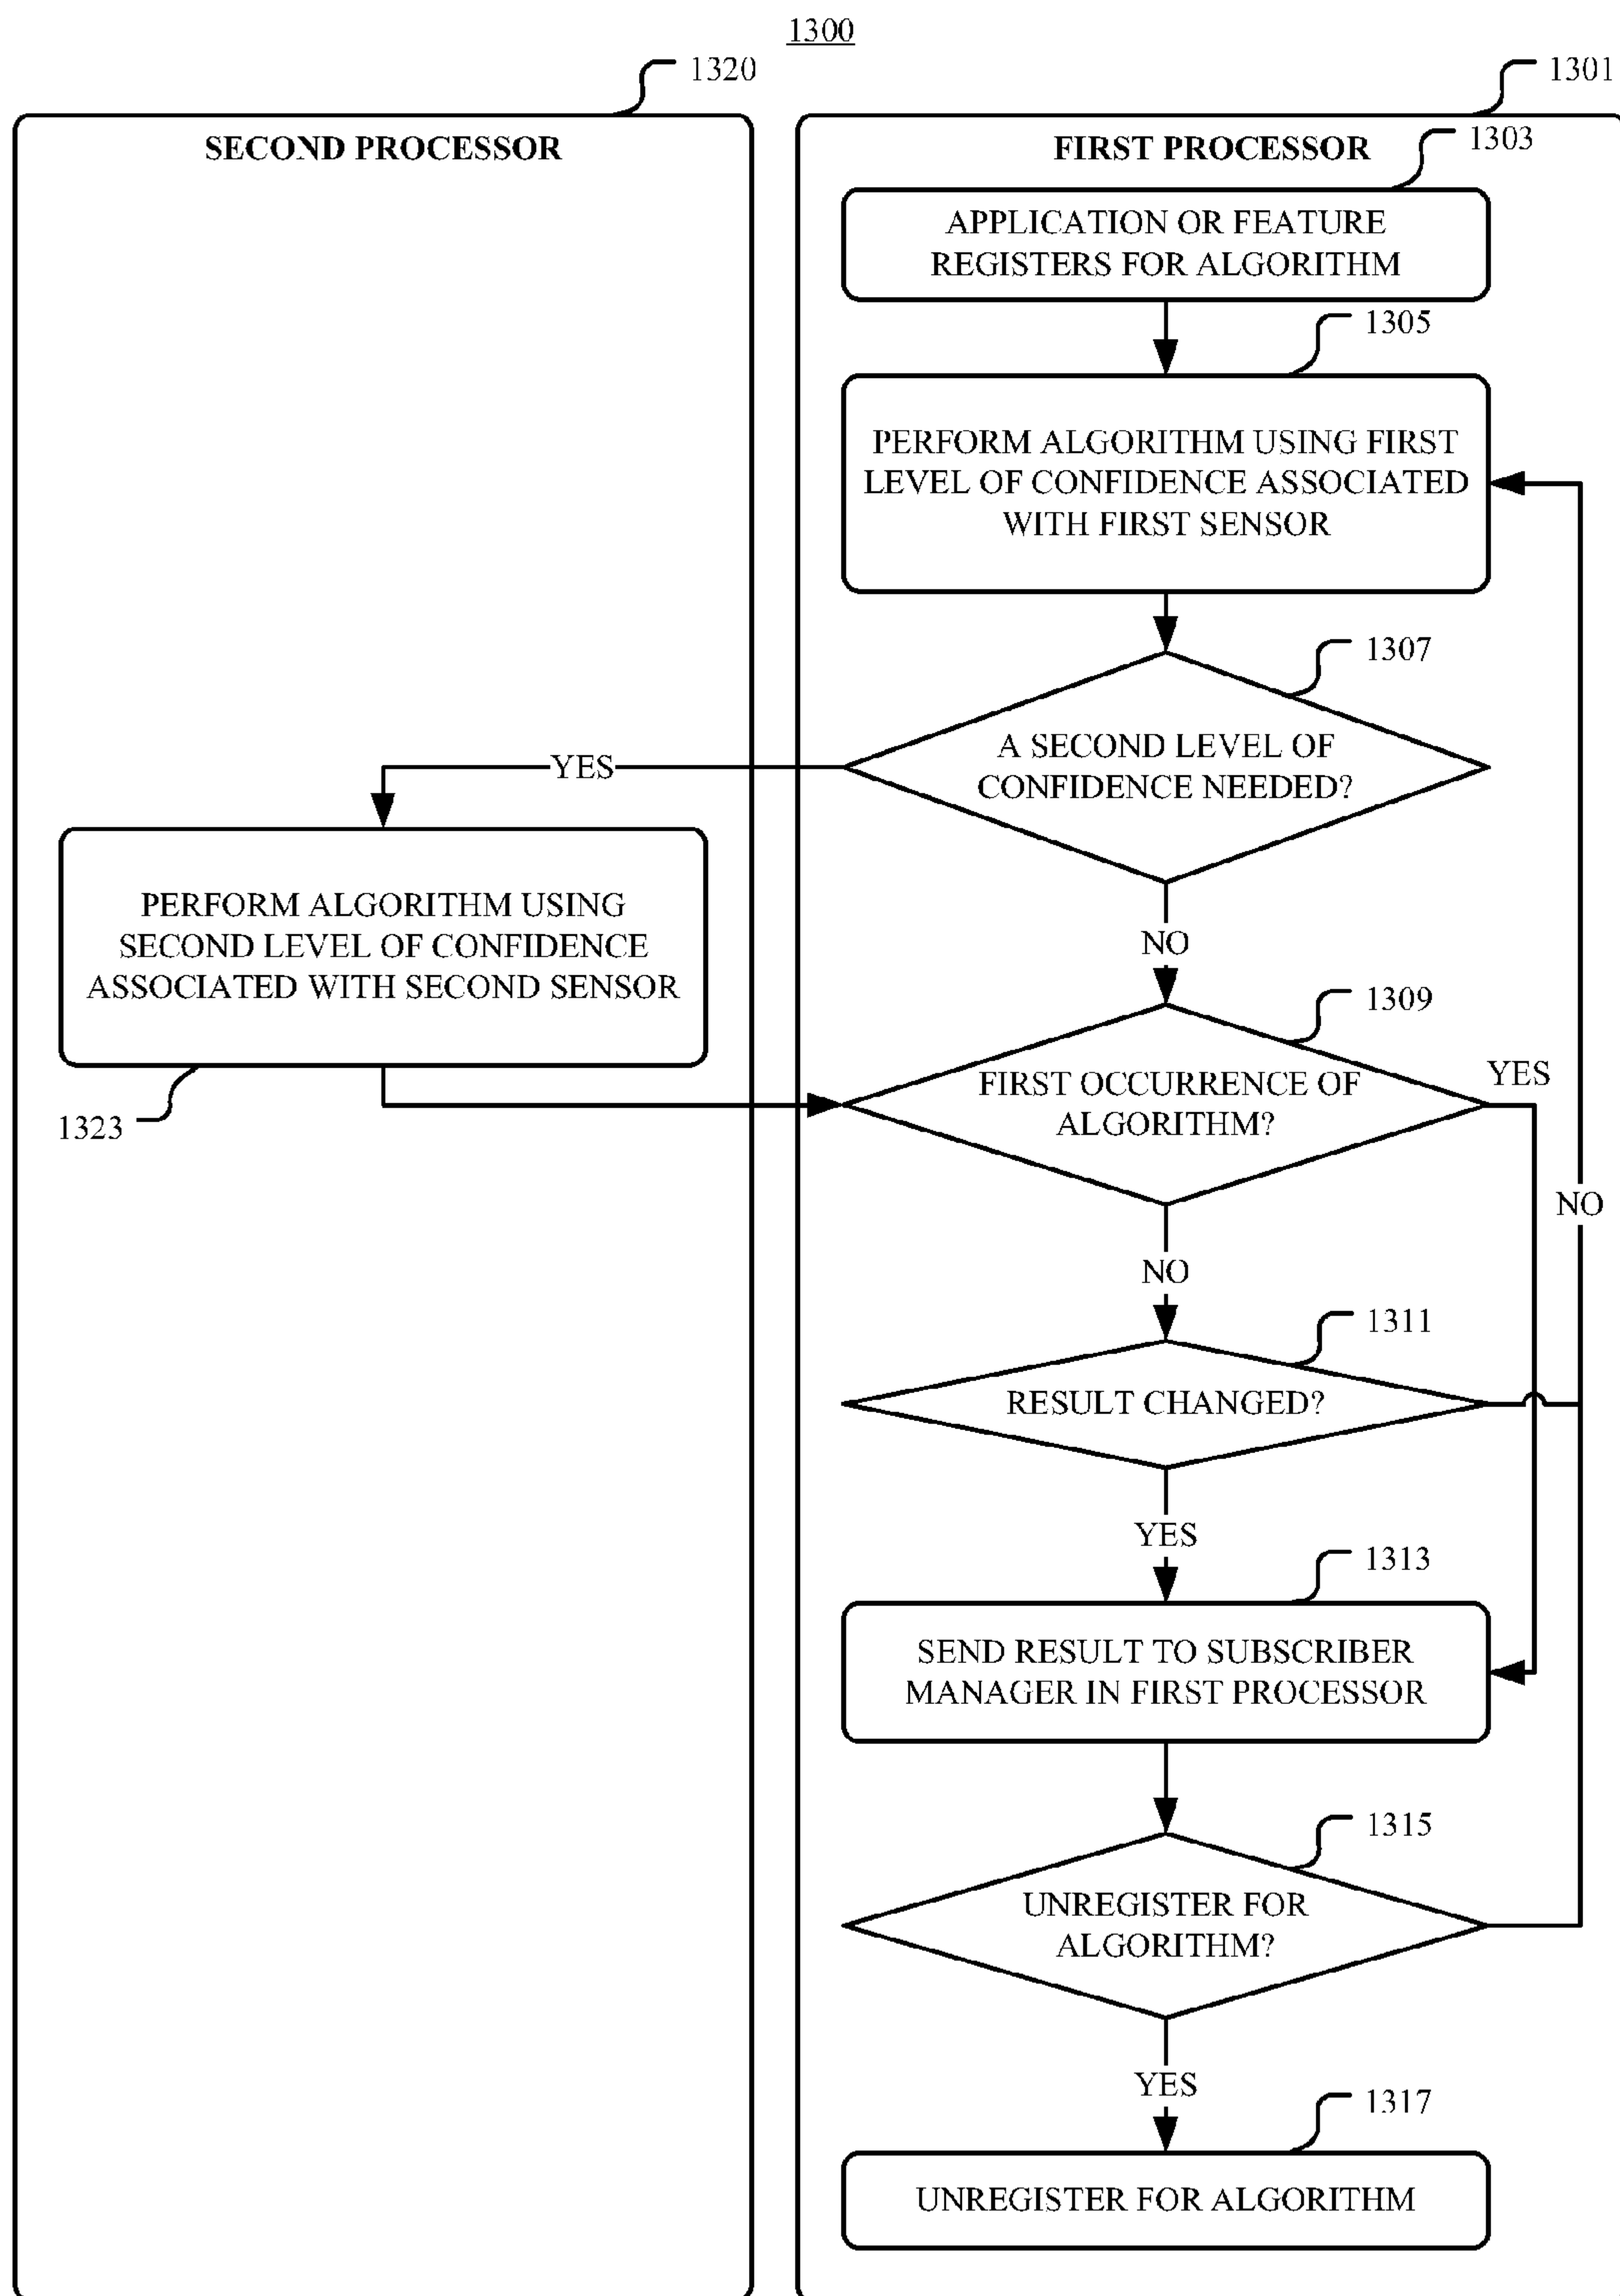 1300
1320
1301
SECOND PROCESSOR
FIRST PROCESSOR
1303
APPLICATION OR FEATURE
REGISTERS FOR ALGORITHM
1305
PERFORM ALGORITHM USING FIRST
LEVEL OF CONFIDENCE ASSOCIATED
WITH FIRST SENSOR
1307
A SECOND LEVEL OF
CONFIDENCE NEEDED?
YES
PERFORM ALGORITHM USING
SECOND LEVEL OF CONFIDENCE
ASSOCIATED WITH SECOND SENSOR
1323
NO
1309
FIRST OCCURRENCE OF
ALGORITHM?
YES
NO
NO
1311
RESULT CHANGED?
YES
1313
SEND RESULT TO SUBSCRIBER
MANAGER IN FIRST PROCESSOR
1315
UNREGISTER FOR
ALGORITHM?
YES
1317
UNREGISTER FOR ALGORITHM